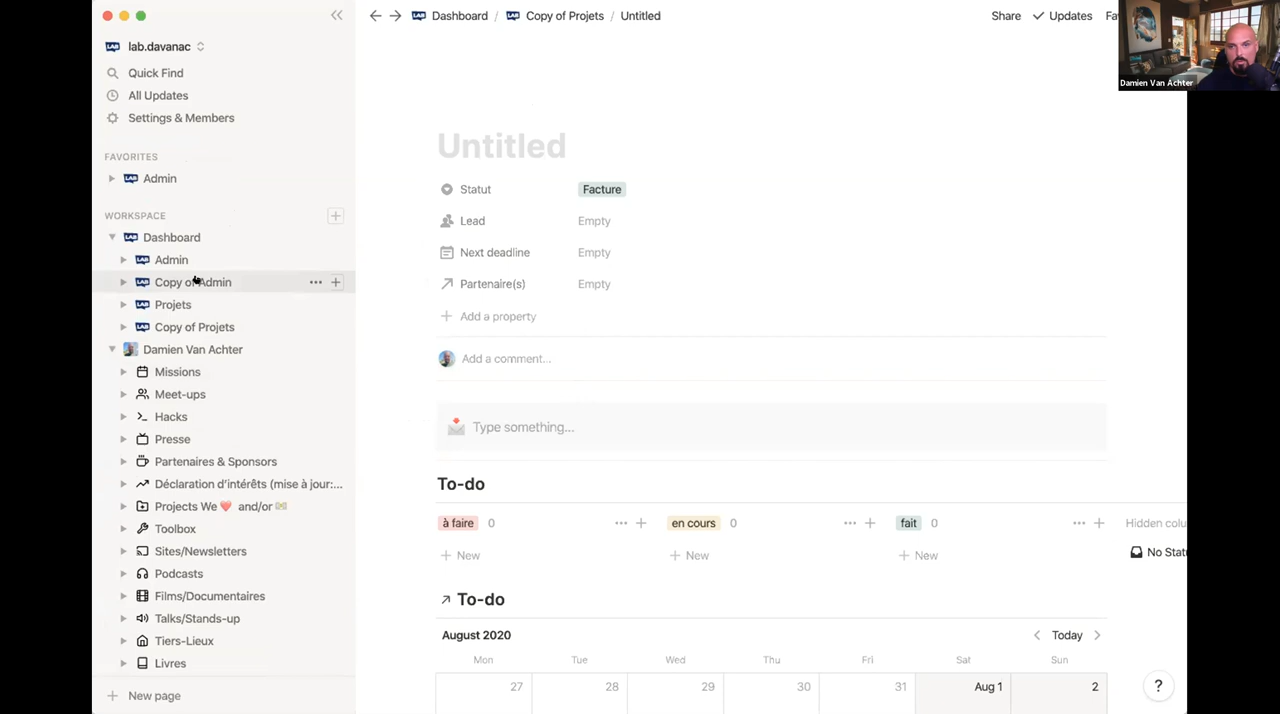 lab.davanac
Quick Find
All Updates
Settings & Members
FAVORITES
Admin
WORKSPACE
Dashboard
Admin
Copy of Admin
Projets
Copy of Projets
Damien Van Achter
Missions
Meet-ups
Hacks
Presse
Partenaires & Sponsors
Déclaration d'intérêts (mise à jour:...
Projects We ❤️ and/or
Toolbox
Sites/Newsletters
Podcasts
Films/Documentaires
Talks/Stands-up
Tiers-Lieux
Livres
New page
Dashboard / Copy of Projets / Untitled
Share Updates Fa
Damien Van Achter
Untitled
Statut Facture
Lead Empty
Next deadline Empty
Partenaire(s) Empty
Add a property
Add a comment...
Type something...
To-do
à faire 0 en cours 0 fait 0 Hidden colu
New New New No Statu
To-do
August 2020 Today
Mon Tue Wed Thu Fri Sat Sun
27 28 29 30 31 Aug 1 2
?